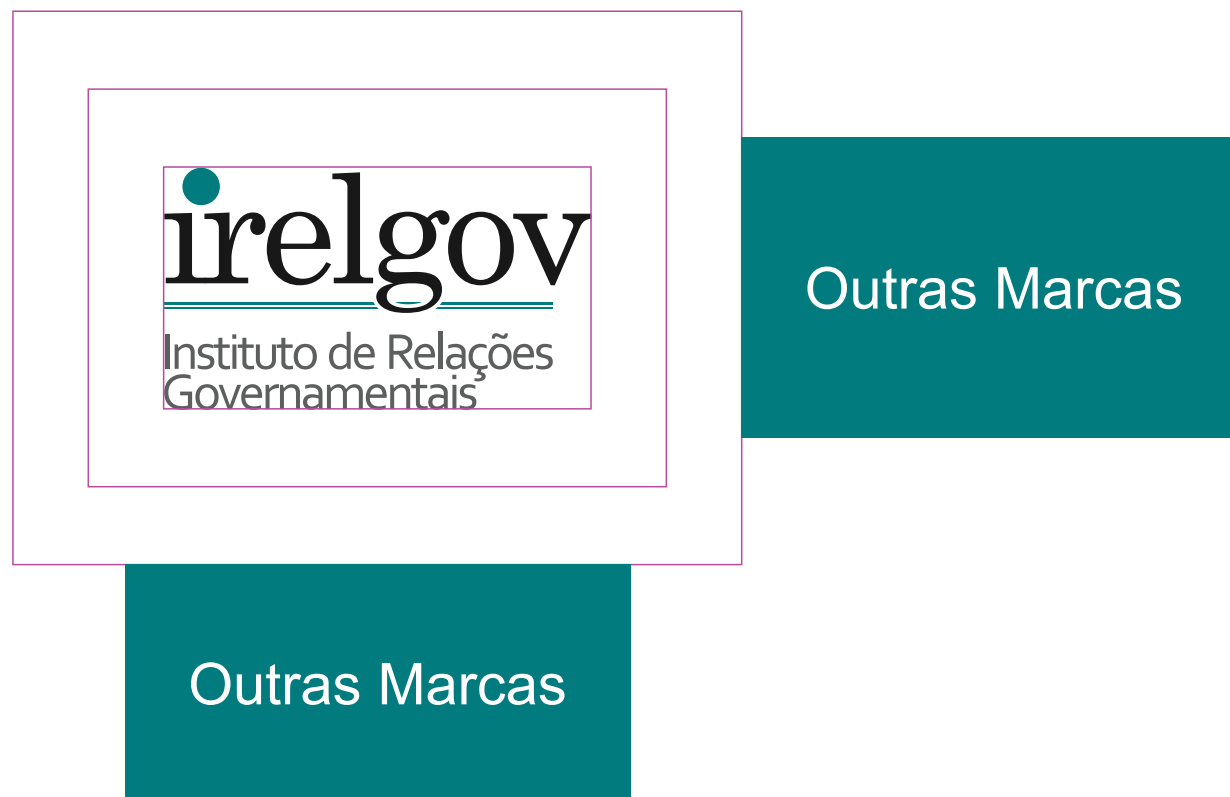 irelgov
Instituto de Relações
Governamentais
Outras Marcas
Outras Marcas